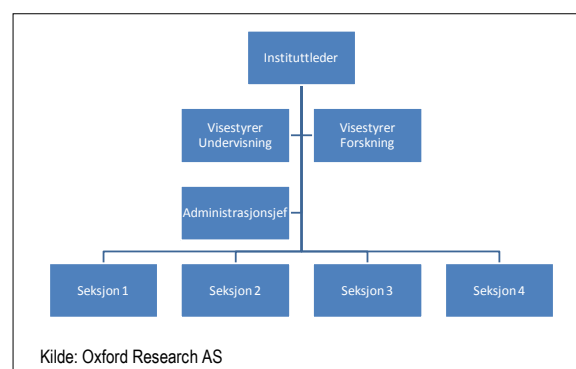 Instituttleder
Visestyrer
Undervisning
Visestyrer
Forskning
Administrasjonsjef
Seksjon 1
Seksjon 2
Seksjon 3
Seksjon 4
Kilde: Oxford Research AS